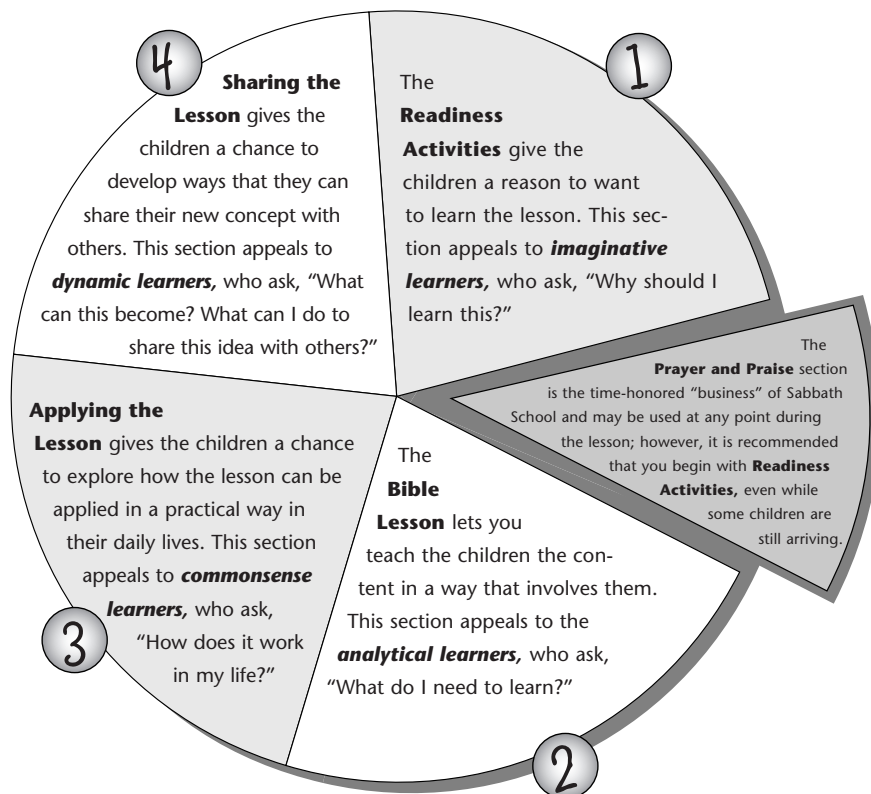 1
The
Readiness
Activities give the
children a reason to want
to learn the lesson. This sec-
tion appeals to imaginative
learners, who ask, “Why should I
learn this?”
The
Prayer and Praise section
is the time-honored “business” of Sabbath
School and may be used at any point during
the lesson; however, it is recommended
that you begin with Readiness
Activities, even while
some children are
still arriving.
2
The
Bible
Lesson lets you
teach the children the con-
tent in a way that involves them.
This section appeals to the
analytical learners, who ask,
“What do I need to learn?”
3
Applying the
Lesson gives the children a chance
to explore how the lesson can be
applied in a practical way in
their daily lives. This section
appeals to commonsense
learners, who ask,
“How does it work
in my life?”
4
Sharing the
Lesson gives the
children a chance to
develop ways that they can
share their new concept with
others. This section appeals to
dynamic learners, who ask, “What
can this become? What can I do to
share this idea with others?”